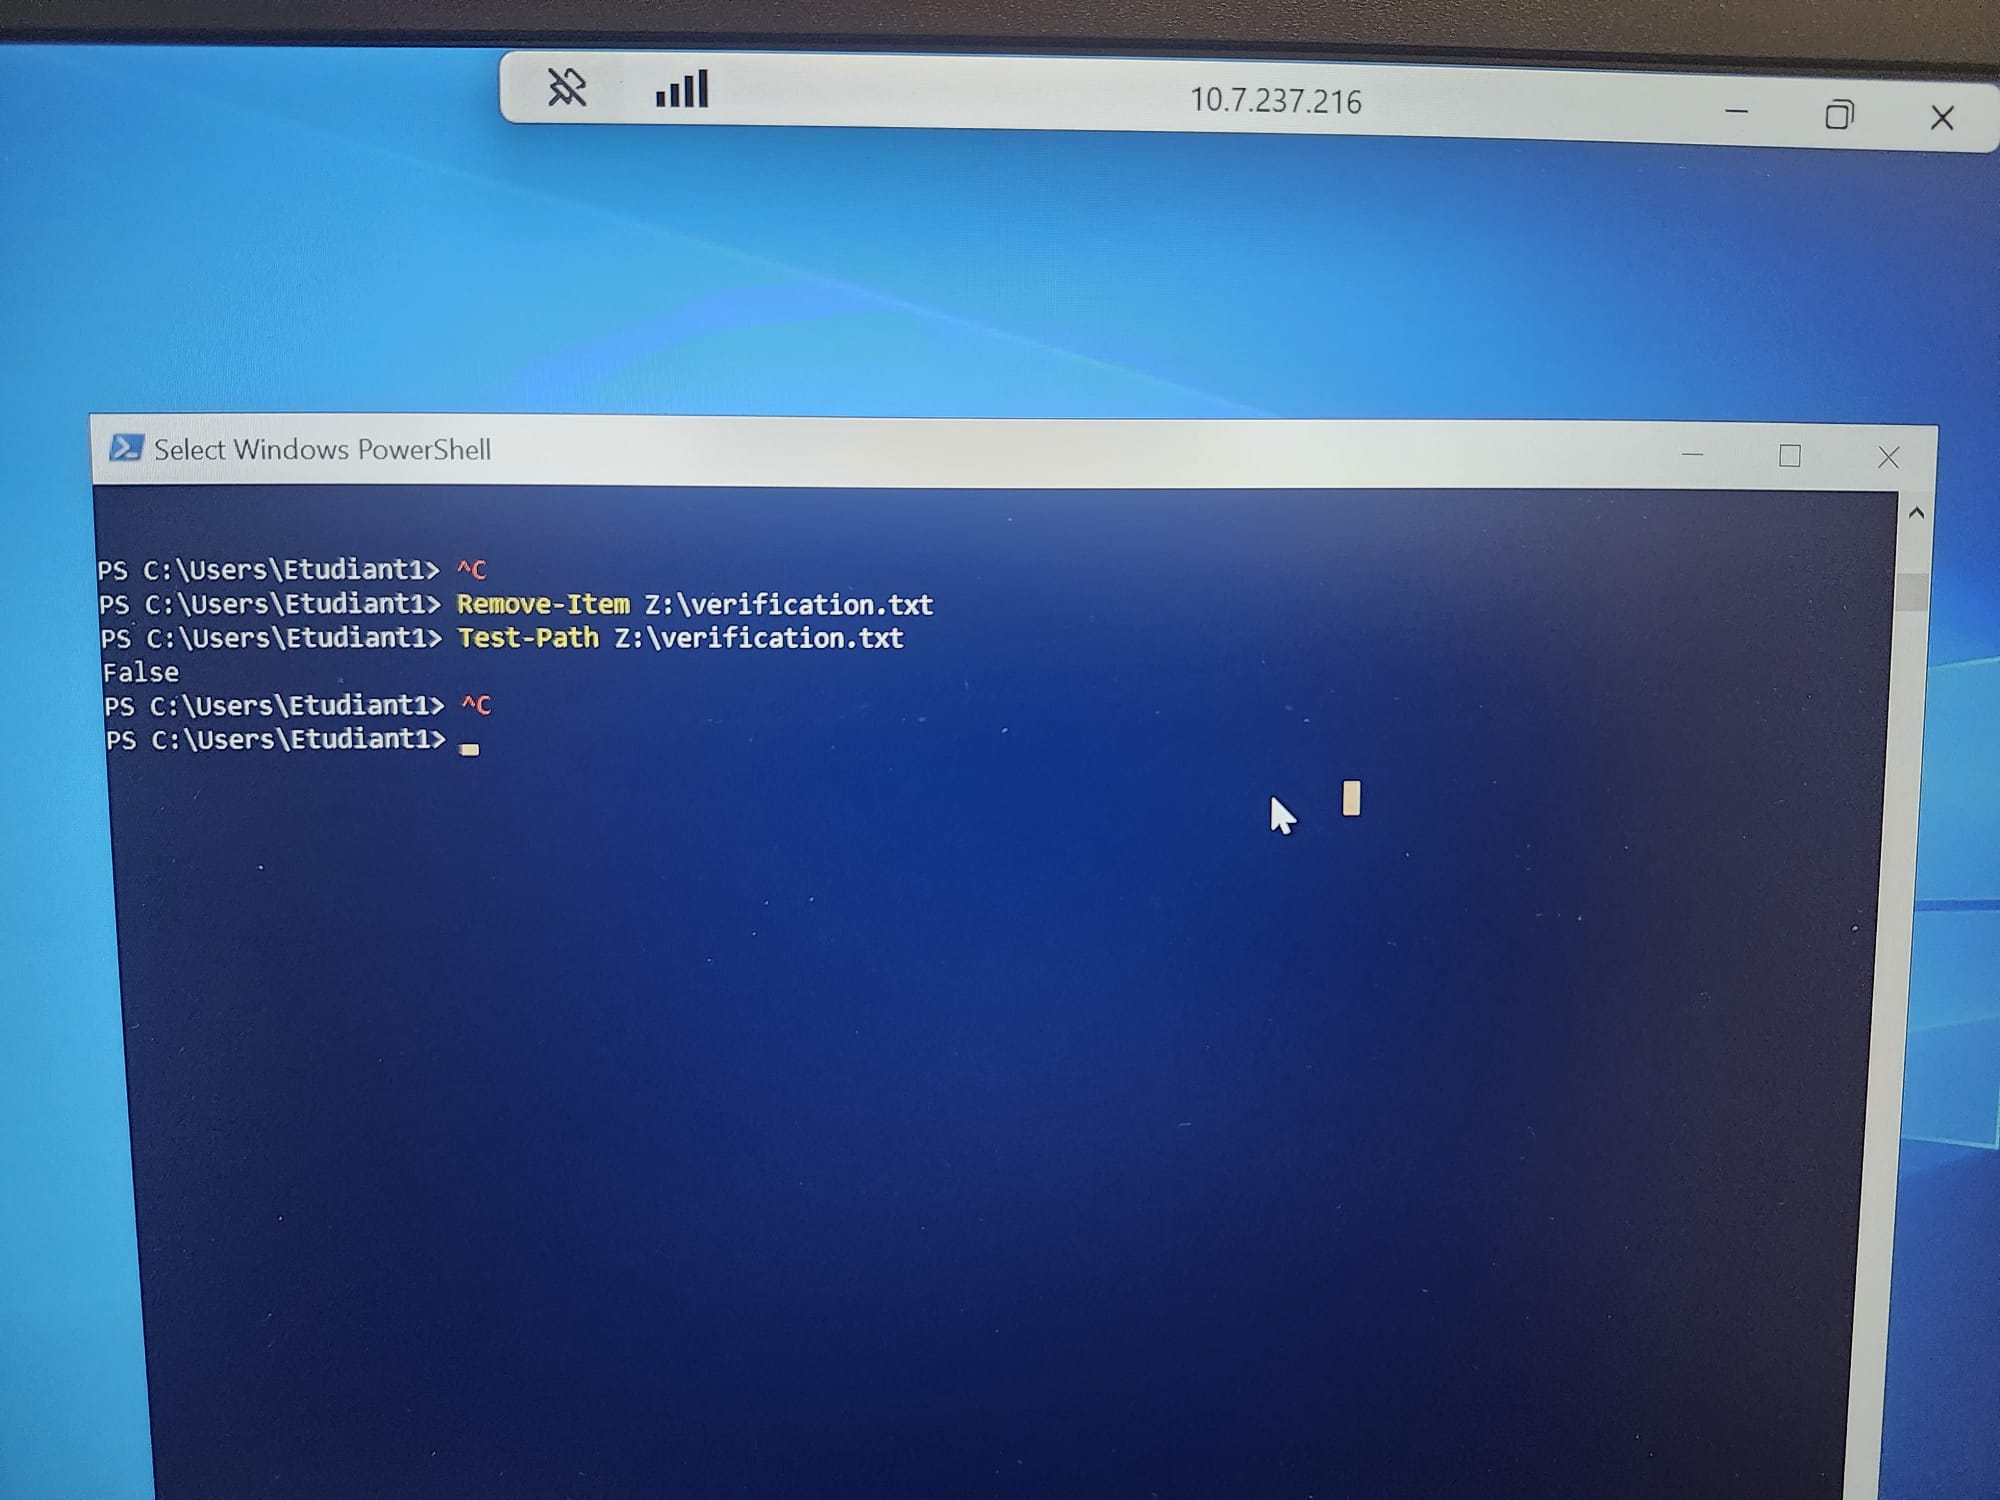 10.7.237.216
Select Windows PowerShell
PS C:\Users\Etudiant1> ^C
PS C:\Users\Etudiant1> Remove-Item Z:\verification.txt
PS C:\Users\Etudiant1> Test-Path Z:\verification.txt
False
PS C:\Users\Etudiant1> ^C
PS C:\Users\Etudiant1>